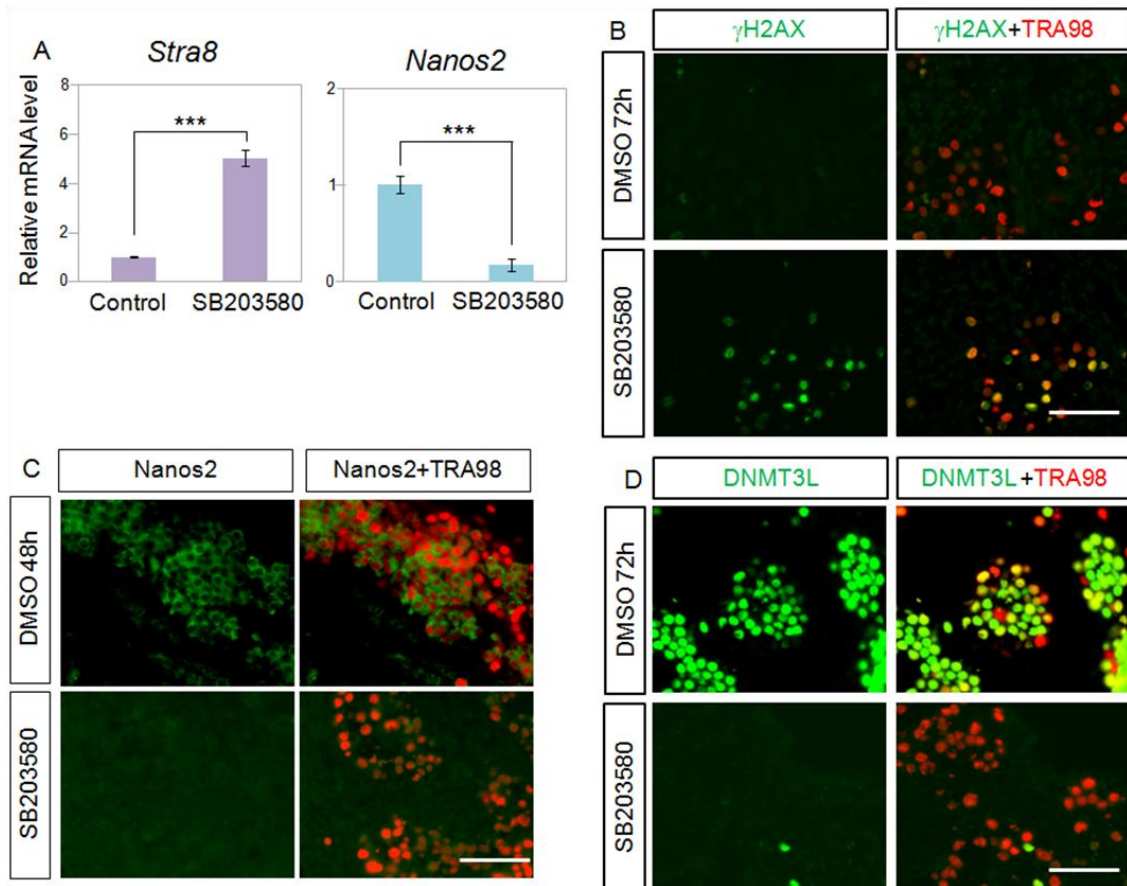 A
Stra8
Nanos2
Relative mRNA level
8
6
4
2
1
0
***
Control
SB203580
2
1
0
***
Control
SB203580
B
γH2AX
γH2AX+TRA98
DMSO 72h
SB203580
C
Nanos2
Nanos2+TRA98
DMSO 48h
SB203580
D
DNMT3L
DNMT3L +TRA98
DMSO 72h
SB203580